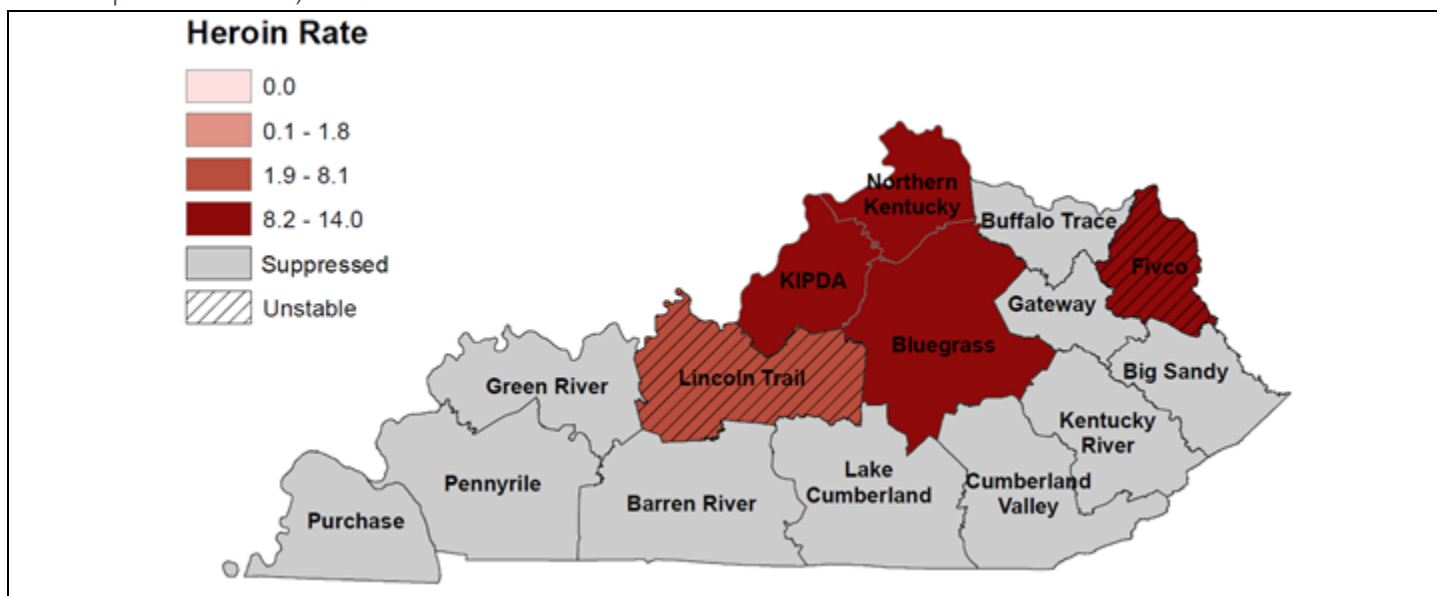 Heroin Rate
0.0
0.1 - 1.8
1.9 - 8.1
8.2 - 14.0
Suppressed
Unstable
Northern
Kentucky
Buffalo Trace
Fivco
KIPDA
Gateway
Bluegrass
Big Sandy
Lincoln Trail
Green River
Kentucky
River
Lake
Cumberland
Cumberland
Valley
Pennyrile
Barren River
Purchase